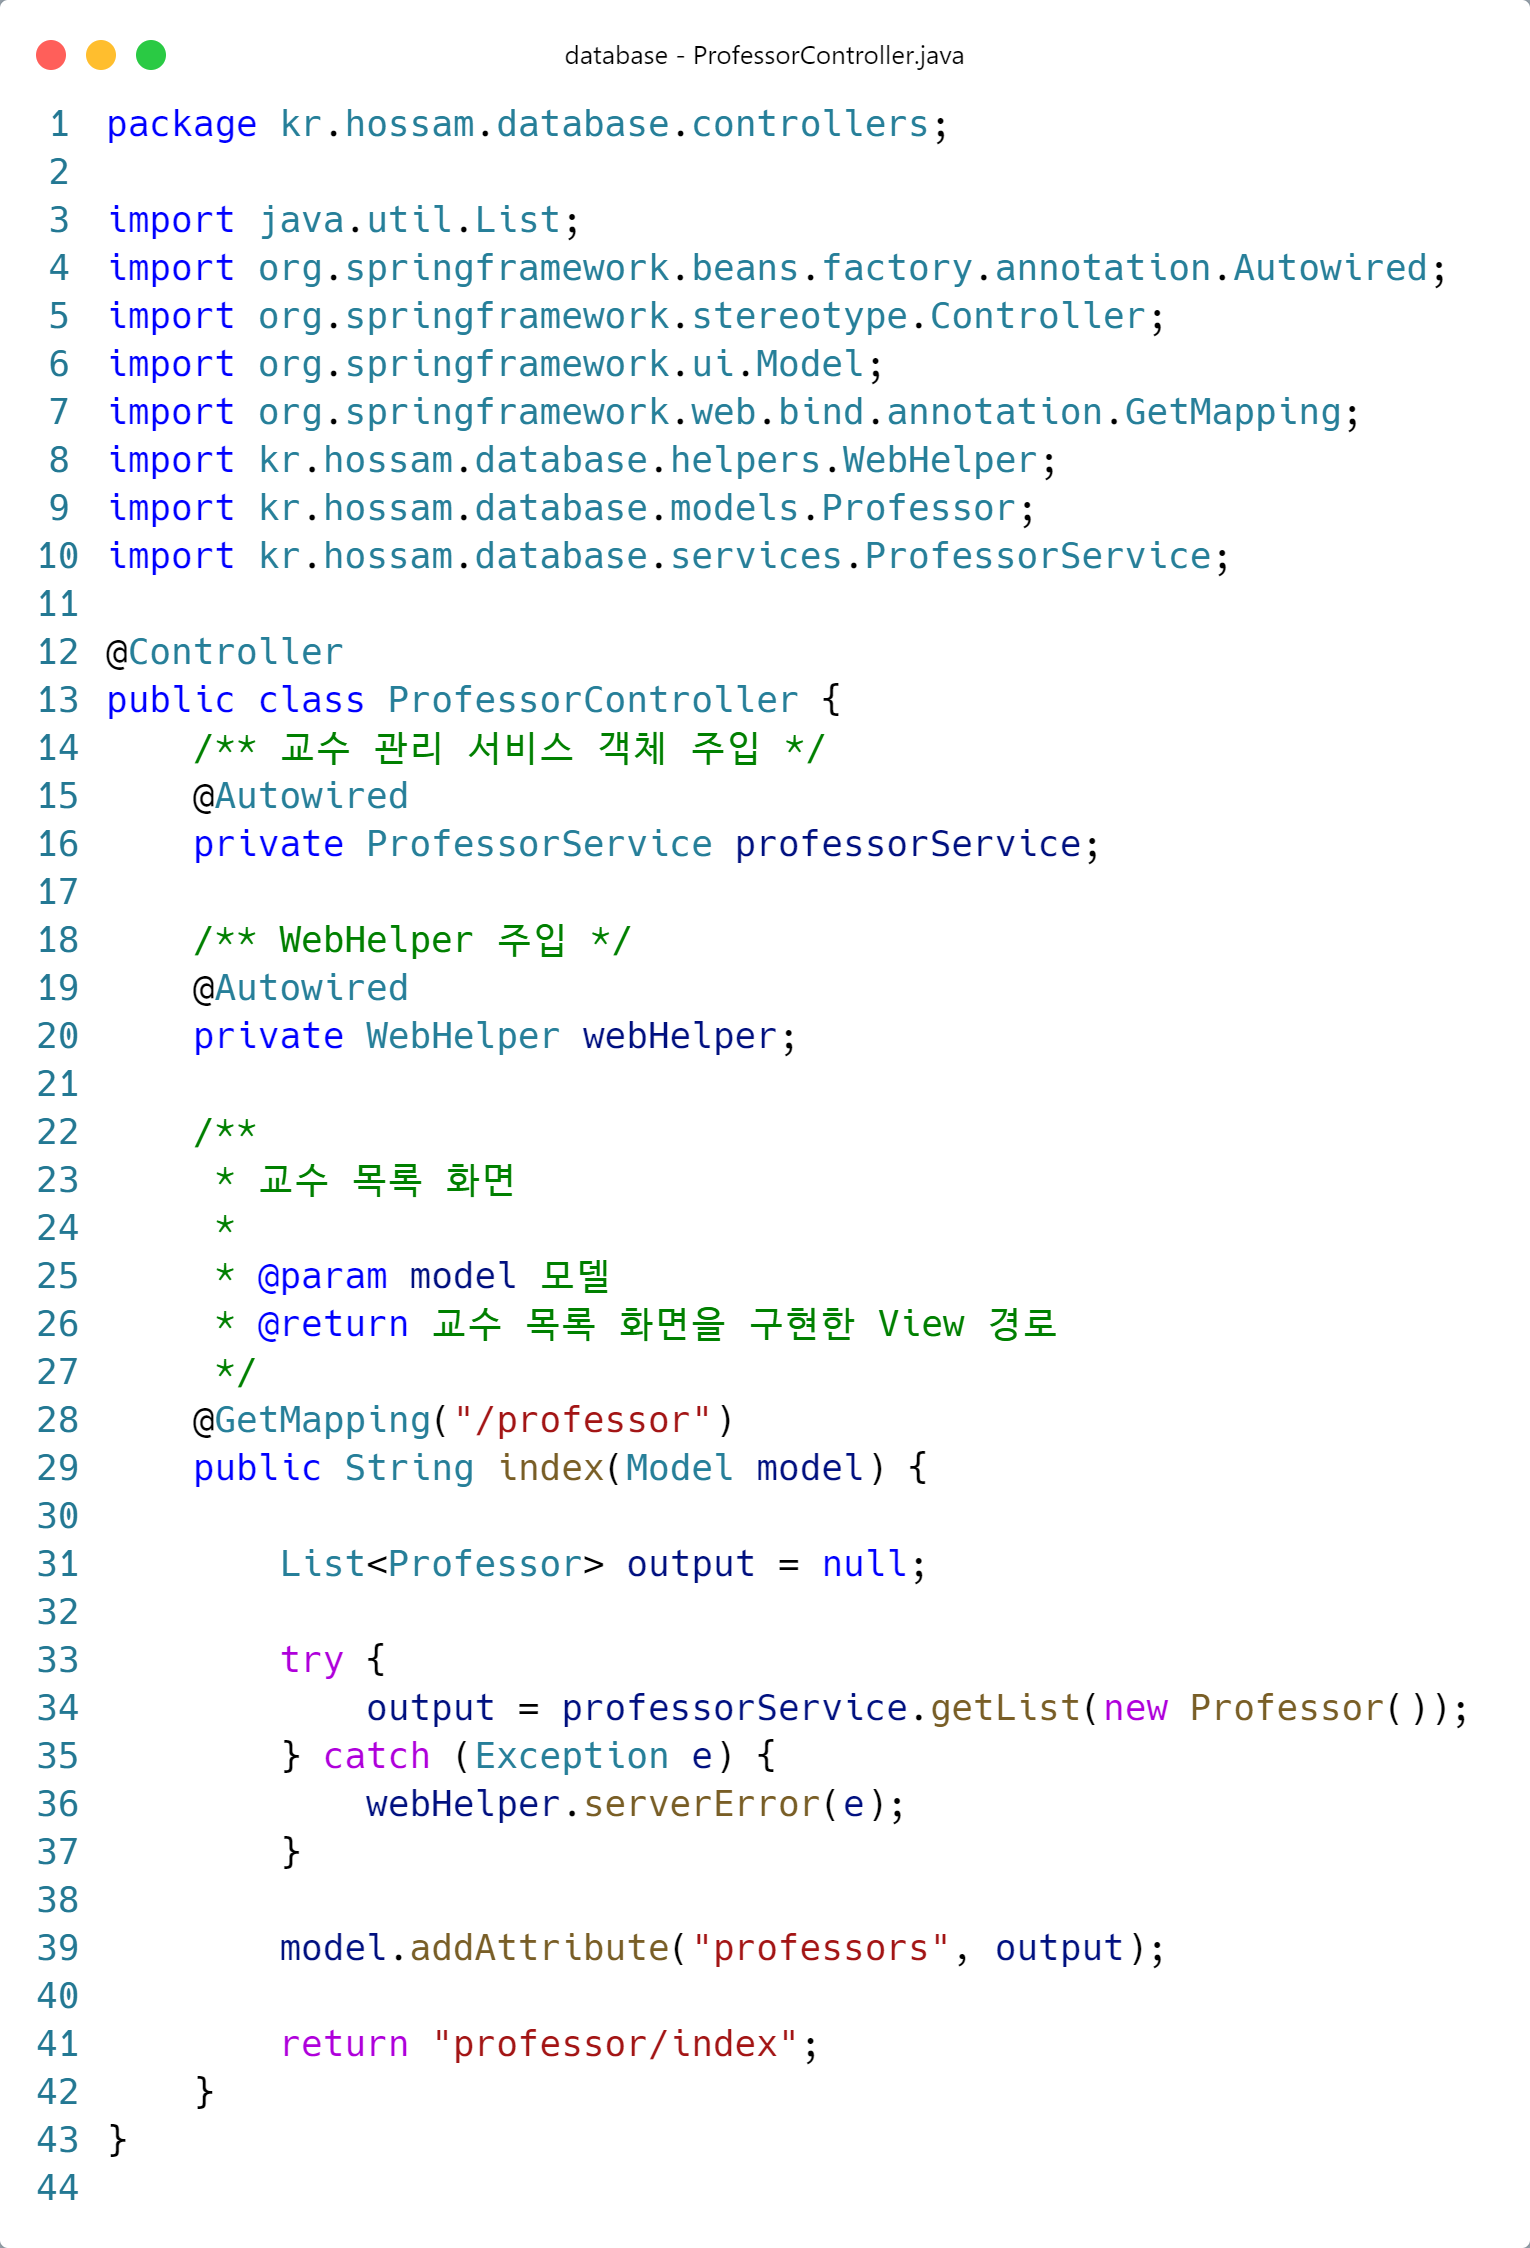 database - ProfessorController.java
1 package kr.hossam.database.controllers;
2
3 import java.util.List;
4 import org.springframework.beans.factory.annotation.Autowired;
5 import org.springframework.stereotype.Controller;
6 import org.springframework.ui.Model;
7 import org.springframework.web.bind.annotation.GetMapping;
8 import kr.hossam.database.helpers.WebHelper;
9 import kr.hossam.database.models.Professor;
10 import kr.hossam.database.services.ProfessorService;
11
12 @Controller
13 public class ProfessorController {
14     /** 교수 관리 서비스 객체 주입 */
15     @Autowired
16     private ProfessorService professorService;
17
18     /** WebHelper 주입 */
19     @Autowired
20     private WebHelper webHelper;
21
22     /**
23      * 교수 목록 화면
24      *
25      * @param model 모델
26      * @return 교수 목록 화면을 구현한 View 경로
27      */
28     @GetMapping("/professor")
29     public String index(Model model) {
30
31         List<Professor> output = null;
32
33         try {
34             output = professorService.getList(new Professor());
35         } catch (Exception e) {
36             webHelper.serverError(e);
37         }
38
39         model.addAttribute("professors", output);
40
41         return "professor/index";
42     }
43 }
44